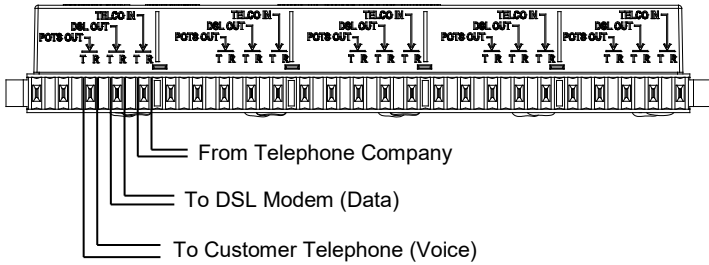 TELCO IN TELCO IN TELCO IN TELCO IN TELCO IN
DSL OUT DSL OUT DSL OUT DSL OUT DSL OUT
POTS OUT POTS OUT POTS OUT POTS OUT POTS OUT
T R T R T R T R T R T R T R T R T R T R T R T R T R T R T R
From Telephone Company
To DSL Modem (Data)
To Customer Telephone (Voice)